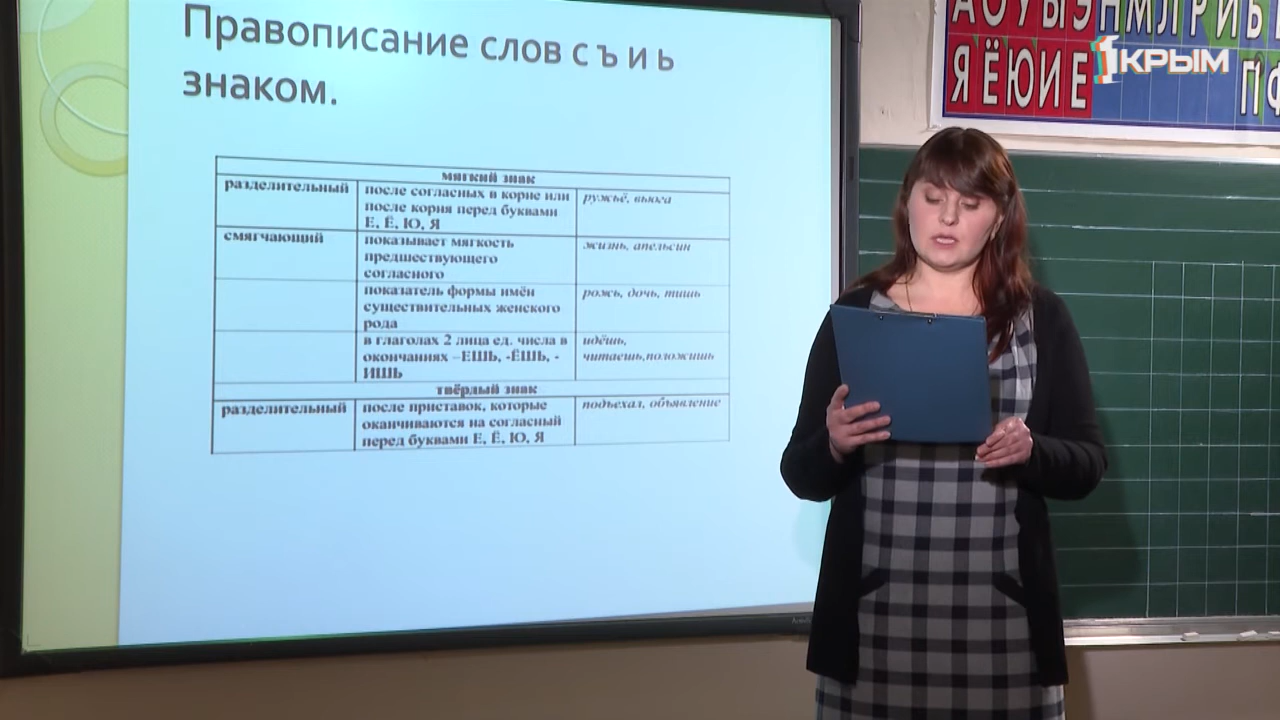 Правописание слов с ъ и ь
знаком.
мягкий знак
разделительный
после согласных в корне или
после корня перед буквами
Е, Ё, Ю, Я
ружьё, вьюга
смягчающий
показывает мягкость
предшествующего
согласного
жизнь, апельсин
показатель формы имён
существительных женского
рода
рожь, дочь, тишь
в глаголах 2 лица ед. числа в
окончаниях –ЕШЬ, -ЁШЬ, -
ИШЬ
идёшь,
читаешь,положишь
твёрдый знак
разделительный
после приставок, которые
оканчиваются на согласный
перед буквами Е, Ё, Ю, Я
подъехал, объявление
А О У Ы Э Н М Л Р Й Ь
Я Ё Ю И Е П Ф
1 КРЫМ